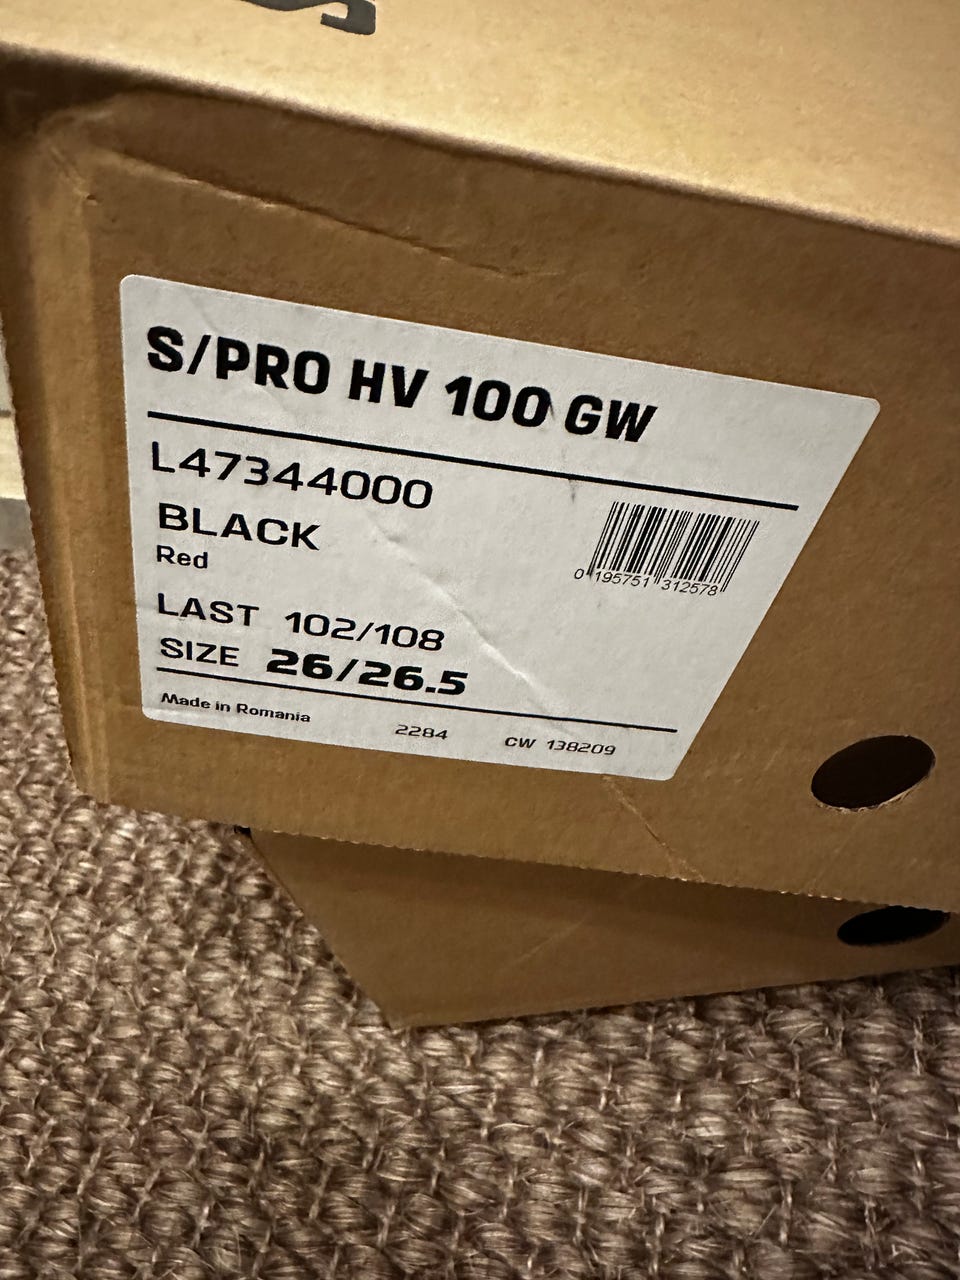 S/PRO HV 100 GW
L47344000
BLACK
Red
0 195751 312578
LAST 102/108
SIZE 26/26.5
Made in Romania 2284 CW 138209